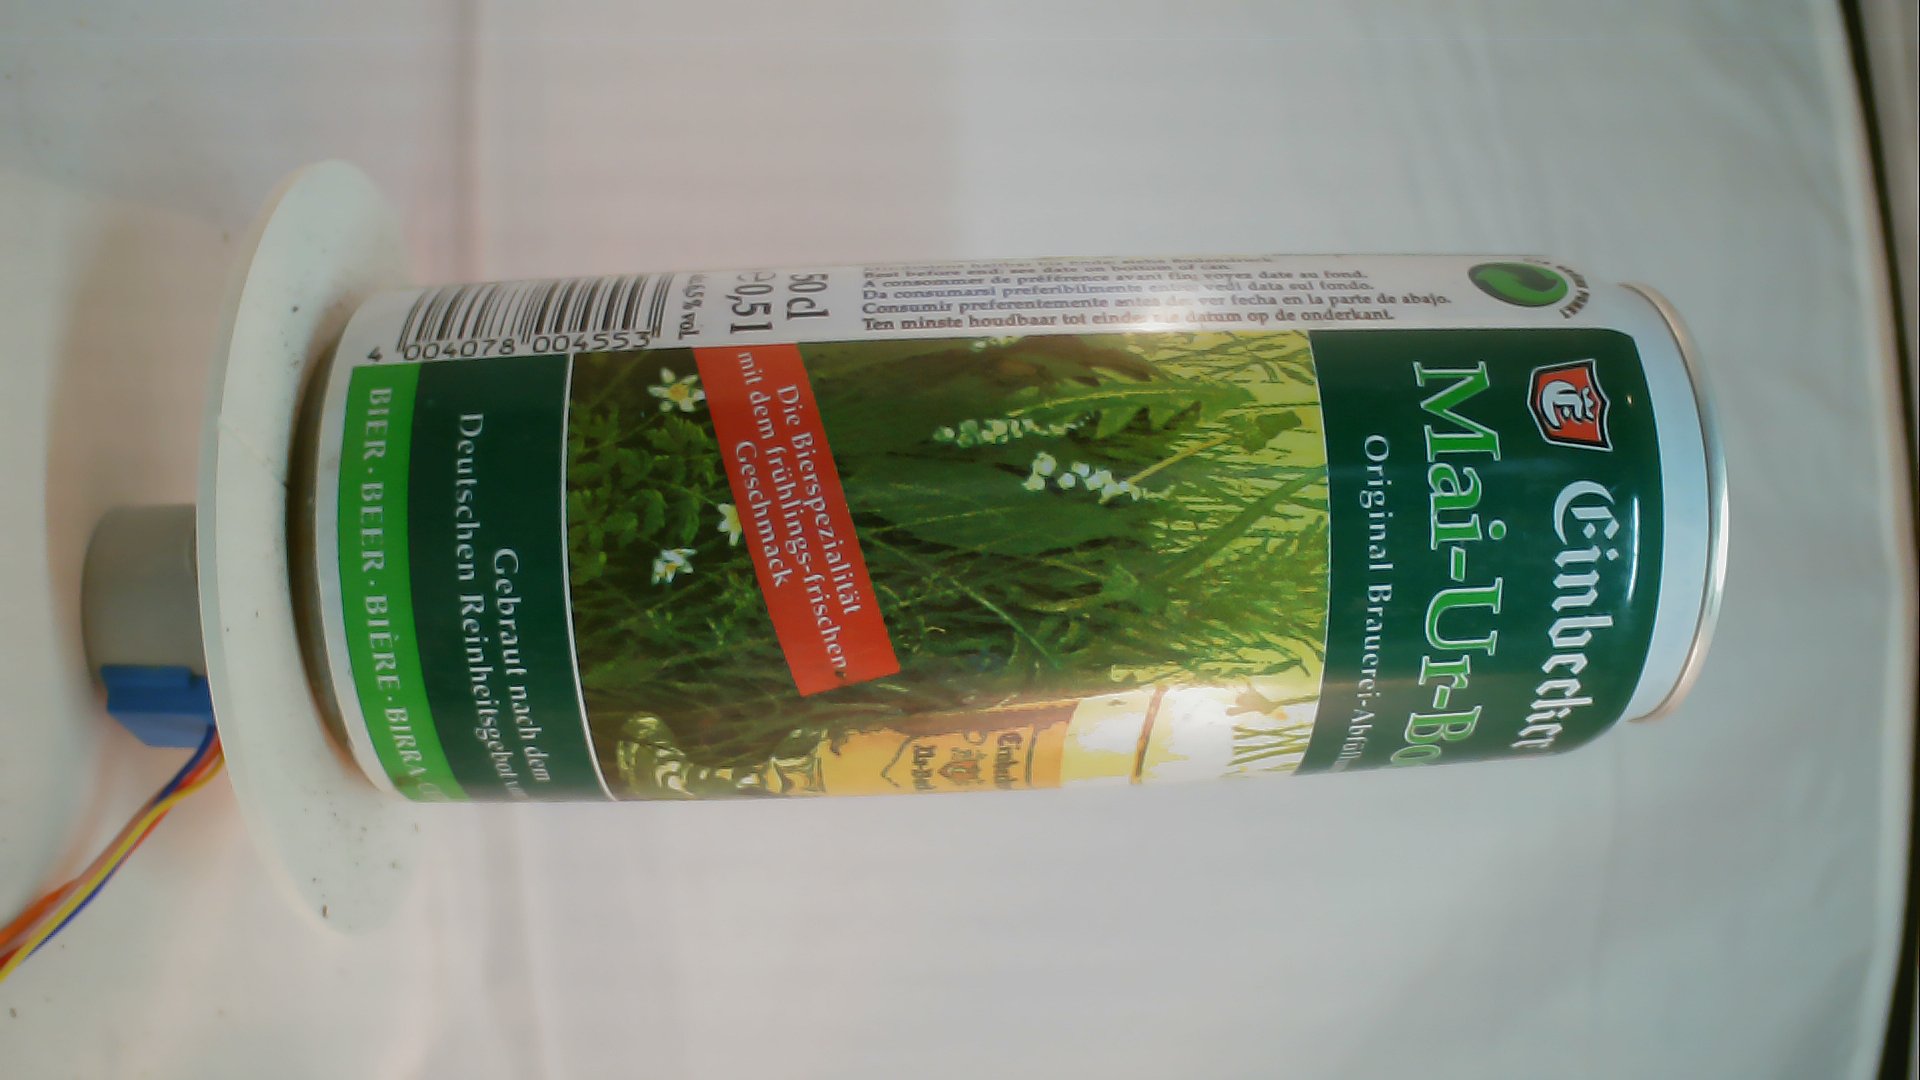 Einbecker
Mai-Ur-Bo
Original Brauerei-Abfüll
Die Bierspezialität
mit dem frühlings-frischen
Geschmack
Gebraut nach dem
Deutschen Reinheitsgebot
BIER · BEER · BIÈRE · BIRRA
Best before end: see date on bottom of can.
A consommer de préférence avant fin: voyez date au fond.
Da consumarsi preferibilmente entro: vedi data sul fondo.
Consumir preferentemente antes de: ver fecha en la parte de abajo.
Ten minste houdbaar tot einde: datum op de onderkant.
50 cl
e 0,5 l
6,5 % vol.
4 004078 004553